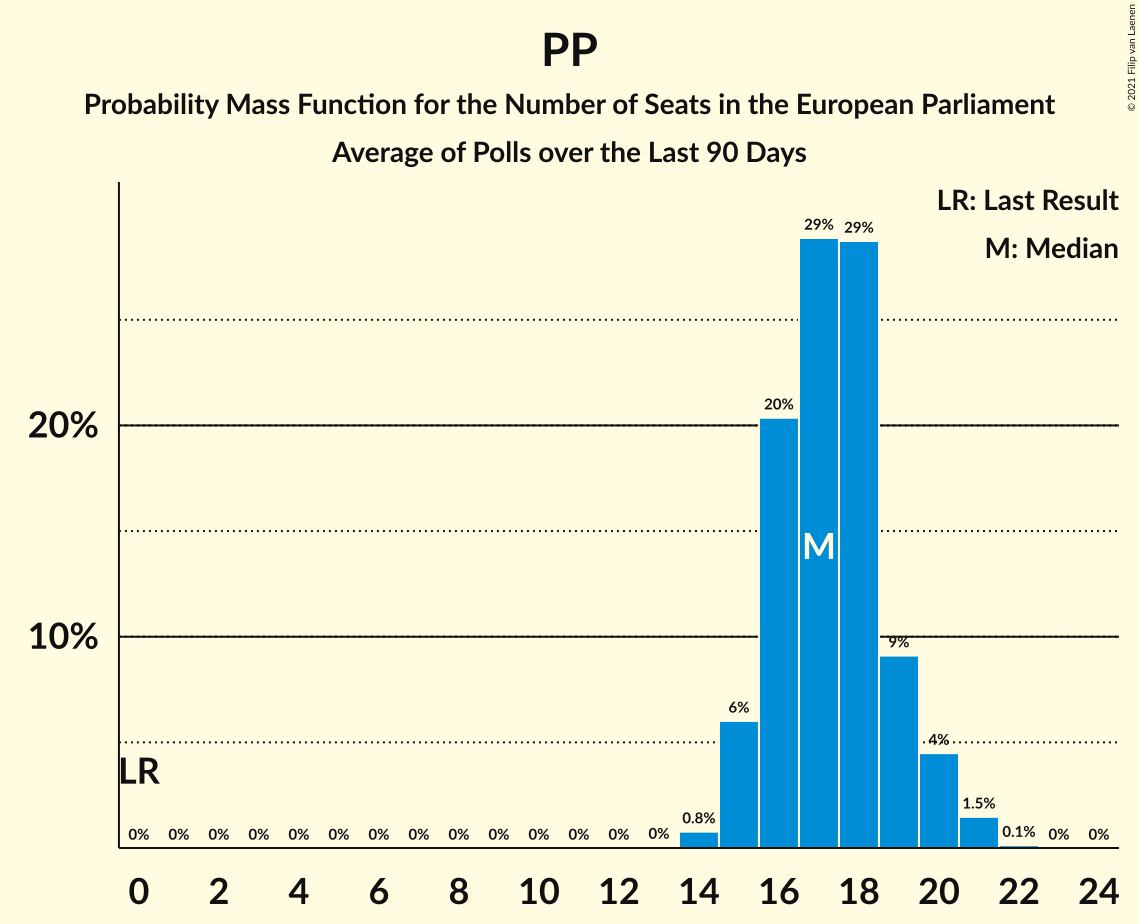 PP
Probability Mass Function for the Number of Seats in the European Parliament
Average of Polls over the Last 90 Days
© 2021 Filip van Laenen
LR: Last Result
M: Median
29% 29%
20% 20%
M
10% 9%
6% 4%
LR
0% 0% 0% 0% 0% 0% 0% 0% 0% 0% 0% 0% 0% 0% 0.8% 1.5% 0.1% 0% 0%
0 2 4 6 8 10 12 14 16 18 20 22 24